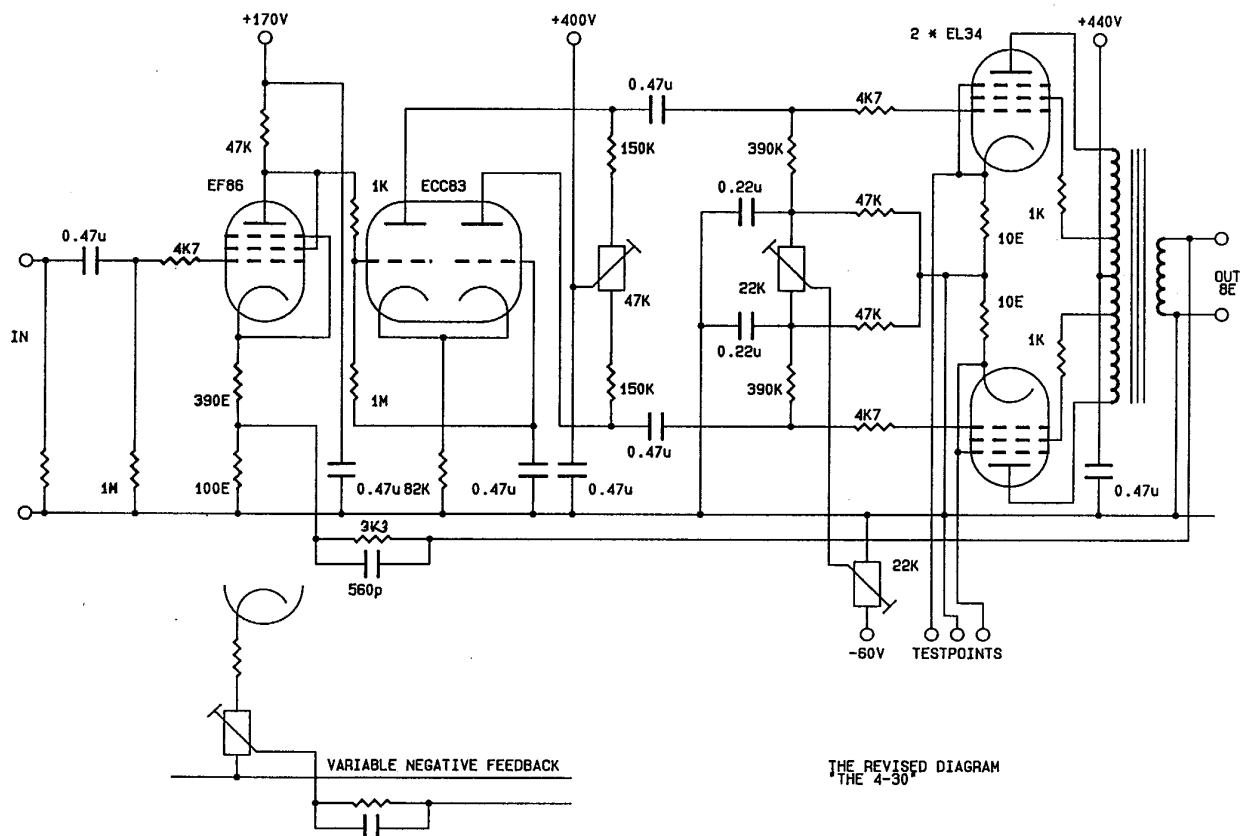 +170V
+400V
2 * EL34
+440V
0.47u
4K7
47K
150K
390K
EF86
1K
ECC83
0.22u
47K
1K
0.47u
4K7
10E
47K
22K
OUT
8E
10E
47K
1K
IN
0.22u
390E
1M
150K
390K
4K7
0.47u
1M
100E
0.47u
82K
0.47u
0.47u
0.47u
3K3
560p
22K
-60V
TESTPOINTS
VARIABLE NEGATIVE FEEDBACK
THE REVISED DIAGRAM
"THE 4-30"